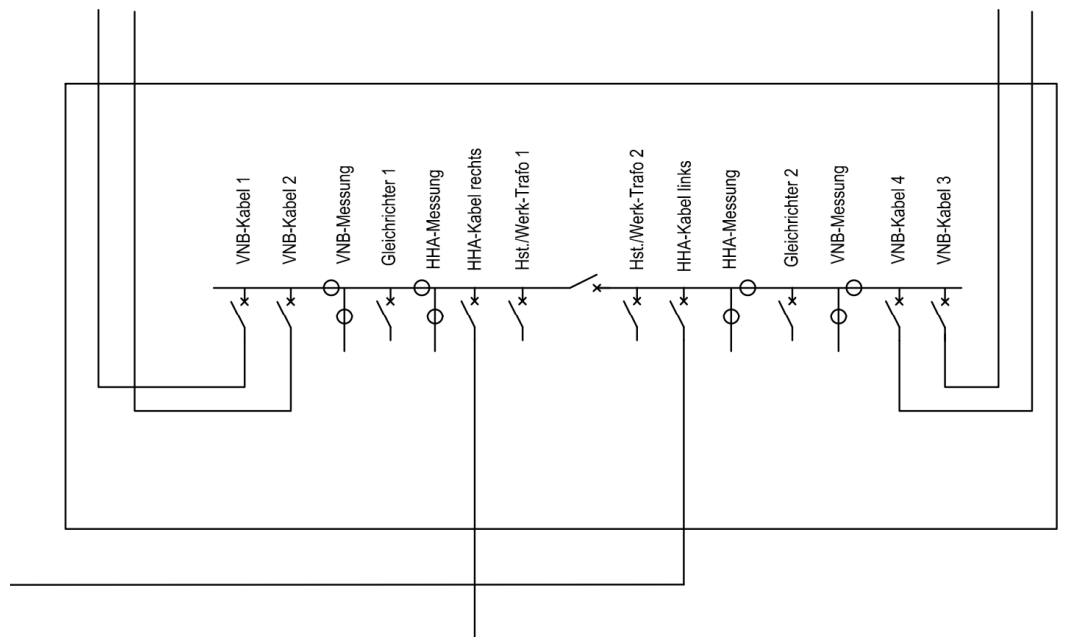 VNB-Kabel 1
VNB-Kabel 2
VNB-Messung
Gleichrichter 1
HHA-Messung
HHA-Kabel rechts
Hst./Werk-Trafo 1
Hst./Werk-Trafo 2
HHA-Kabel links
HHA-Messung
Gleichrichter 2
VNB-Messung
VNB-Kabel 4
VNB-Kabel 3